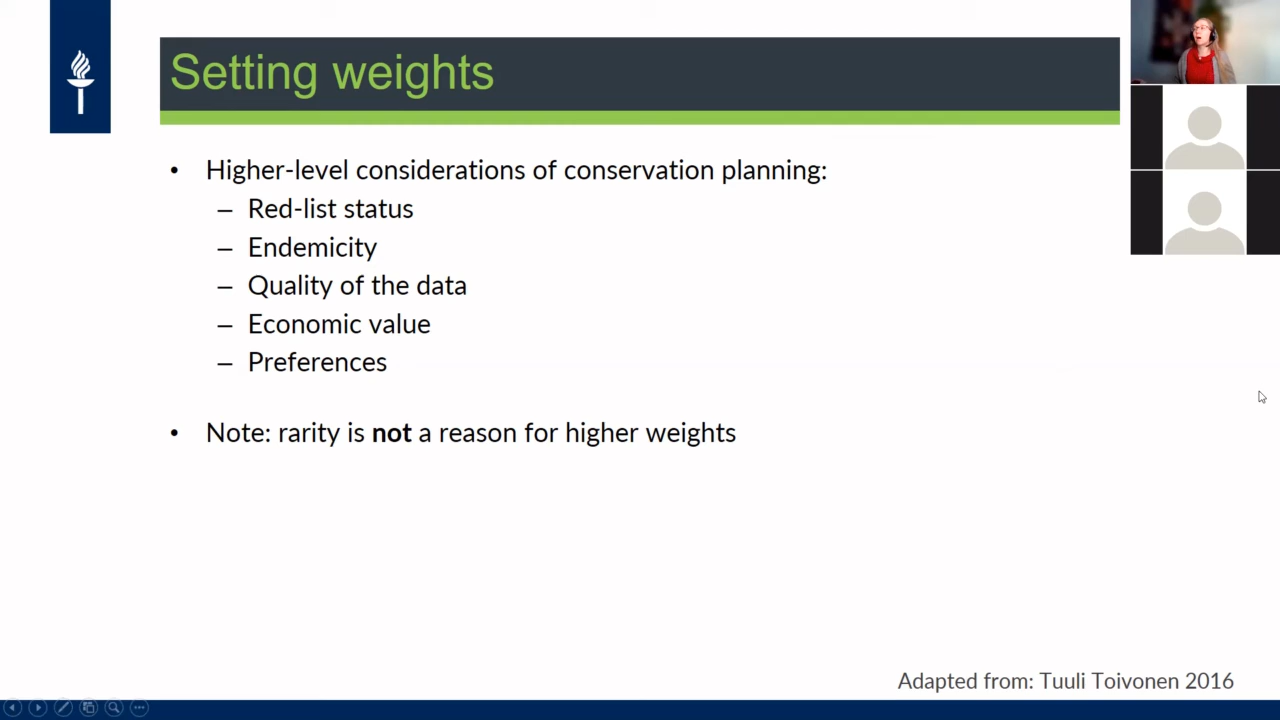 Setting weights
• Higher-level considerations of conservation planning:
– Red-list status
– Endemicity
– Quality of the data
– Economic value
– Preferences
• Note: rarity is not a reason for higher weights
Adapted from: Tuuli Toivonen 2016